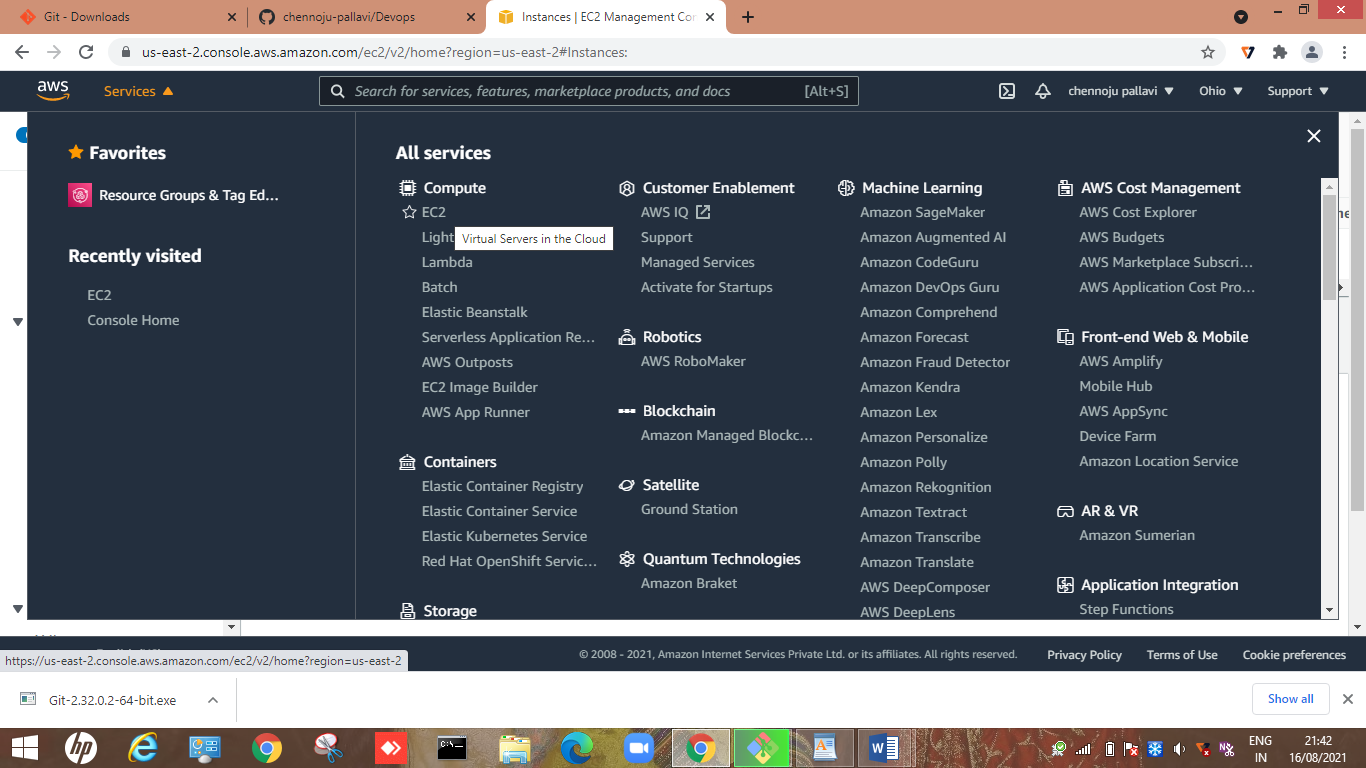 Git - Downloads
chennoju-pallavi/Devops
Instances | EC2 Management Con
us-east-2.console.aws.amazon.com/ec2/v2/home?region=us-east-2#Instances:
aws
Services
Search for services, features, marketplace products, and docs [Alt+S]
chennoju pallavi
Ohio
Support
Favorites
Resource Groups & Tag Ed...
Recently visited
EC2
Console Home
All services
Compute
EC2
Virtual Servers in the Cloud
Light
Lambda
Batch
Elastic Beanstalk
Serverless Application Re...
AWS Outposts
EC2 Image Builder
AWS App Runner
Containers
Elastic Container Registry
Elastic Container Service
Elastic Kubernetes Service
Red Hat OpenShift Servic...
Storage
Customer Enablement
AWS IQ
Support
Managed Services
Activate for Startups
Robotics
AWS RoboMaker
Blockchain
Amazon Managed Blockc...
Satellite
Ground Station
Quantum Technologies
Amazon Braket
Machine Learning
Amazon SageMaker
Amazon Augmented AI
Amazon CodeGuru
Amazon DevOps Guru
Amazon Comprehend
Amazon Forecast
Amazon Fraud Detector
Amazon Kendra
Amazon Lex
Amazon Personalize
Amazon Polly
Amazon Rekognition
Amazon Textract
Amazon Transcribe
Amazon Translate
AWS DeepComposer
AWS DeepLens
AWS Cost Management
AWS Cost Explorer
AWS Budgets
AWS Marketplace Subscri...
AWS Application Cost Pro...
Front-end Web & Mobile
AWS Amplify
Mobile Hub
AWS AppSync
Device Farm
Amazon Location Service
AR & VR
Amazon Sumerian
Application Integration
Step Functions
https://us-east-2.console.aws.amazon.com/ec2/v2/home?region=us-east-2
© 2008 - 2021, Amazon Internet Services Private Ltd. or its affiliates. All rights reserved.
Privacy Policy
Terms of Use
Cookie preferences
Git-2.32.0.2-64-bit.exe
Show all
hp
C:\
ENG
IN
21:42
16/08/2021